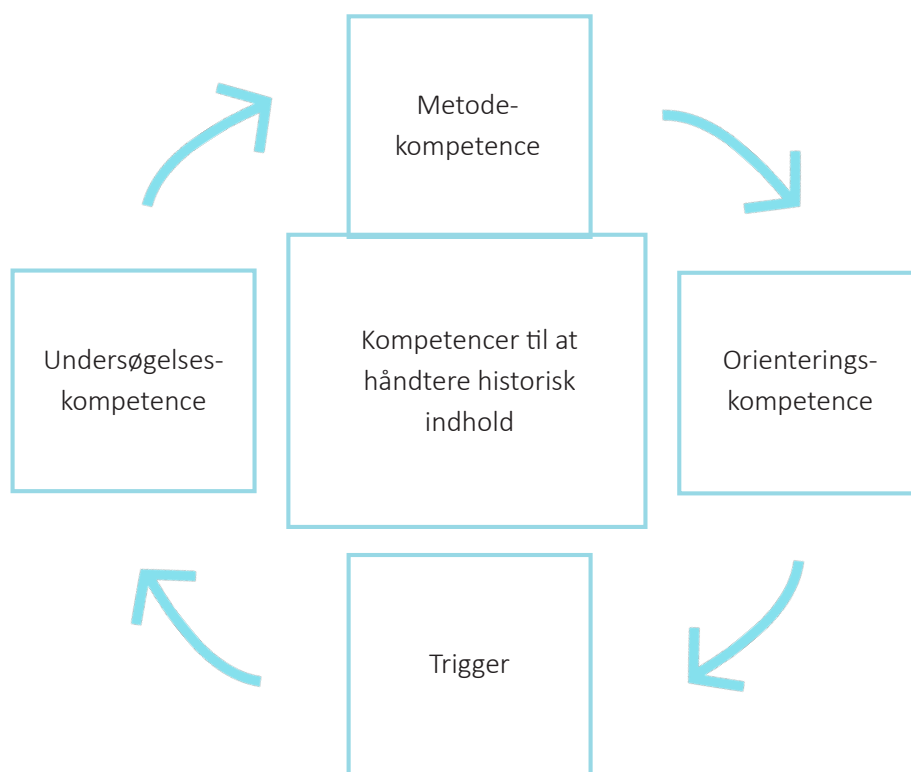 Metode-
kompetence
Undersøgelses-
kompetence
Kompetencer til at
håndtere historisk
indhold
Orienterings-
kompetence
Trigger